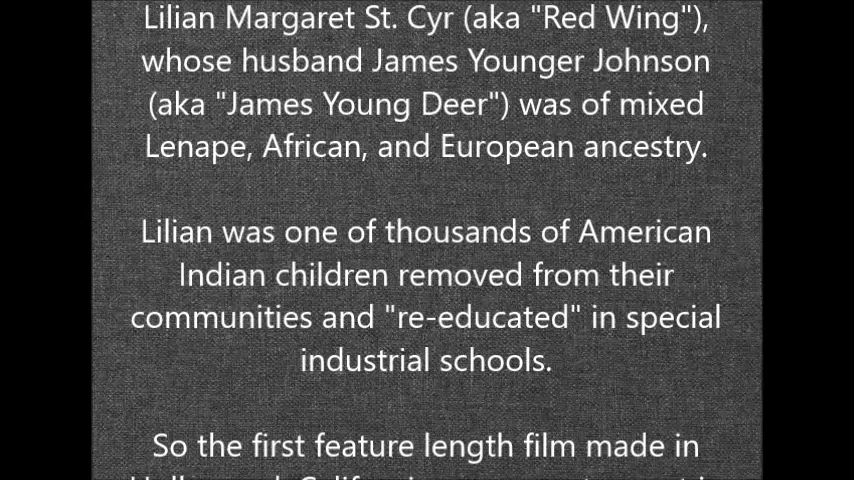 Lilian Margaret St. Cyr (aka "Red Wing"),
whose husband James Younger Johnson
(aka "James Young Deer") was of mixed
Lenape, African, and European ancestry.
Lilian was one of thousands of American
Indian children removed from their
communities and "re-educated" in special
industrial schools.
So the first feature length film made in